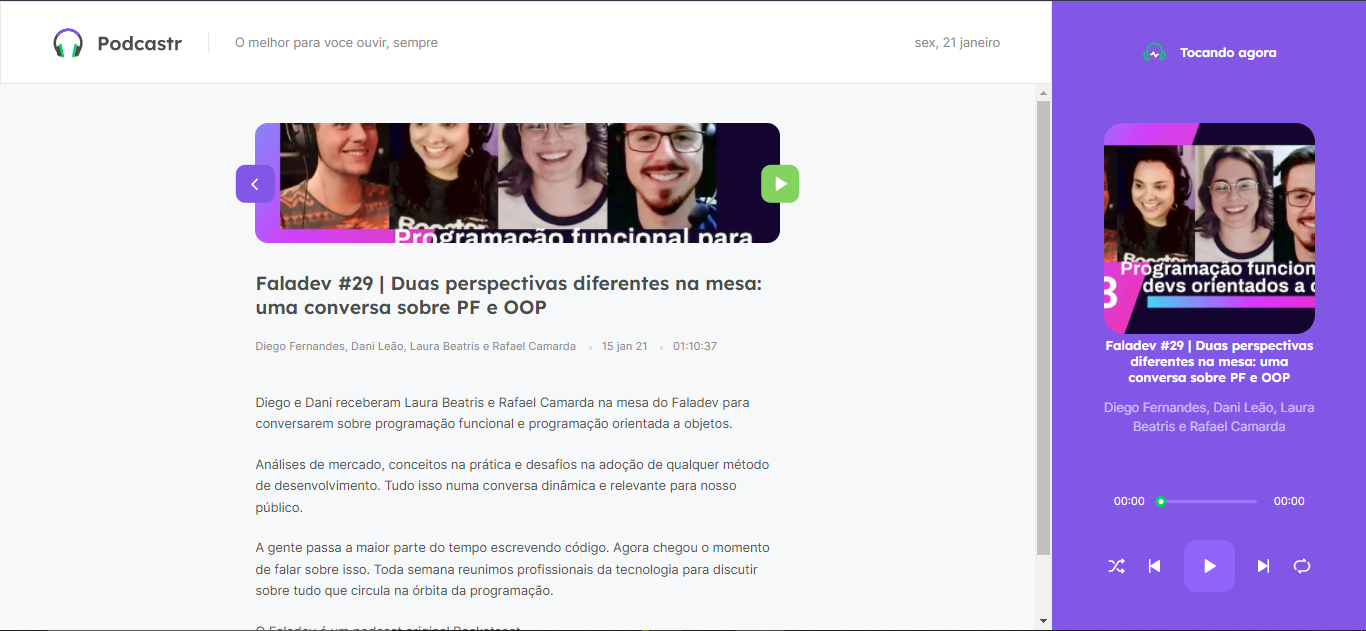 Podcastr
O melhor para voce ouvir, sempre
sex, 21 janeiro
Programação funcional para
Faladev #29 | Duas perspectivas diferentes na mesa:
uma conversa sobre PF e OOP
Diego Fernandes, Dani Leão, Laura Beatris e Rafael Camarda
15 jan 21
01:10:37
Diego e Dani receberam Laura Beatris e Rafael Camarda na mesa do Faladev para
conversarem sobre programação funcional e programação orientada a objetos.
Análises de mercado, conceitos na prática e desafios na adoção de qualquer método
de desenvolvimento. Tudo isso numa conversa dinâmica e relevante para nosso
público.
A gente passa a maior parte do tempo escrevendo código. Agora chegou o momento
de falar sobre isso. Toda semana reunimos profissionais da tecnologia para discutir
sobre tudo que circula na órbita da programação.
O Faladev é um podcast original Rocketseat.
Tocando agora
Programação funcion
devs orientados a o
3
Faladev #29 | Duas perspectivas
diferentes na mesa: uma
conversa sobre PF e OOP
Diego Fernandes, Dani Leão, Laura
Beatris e Rafael Camarda
00:00
00:00